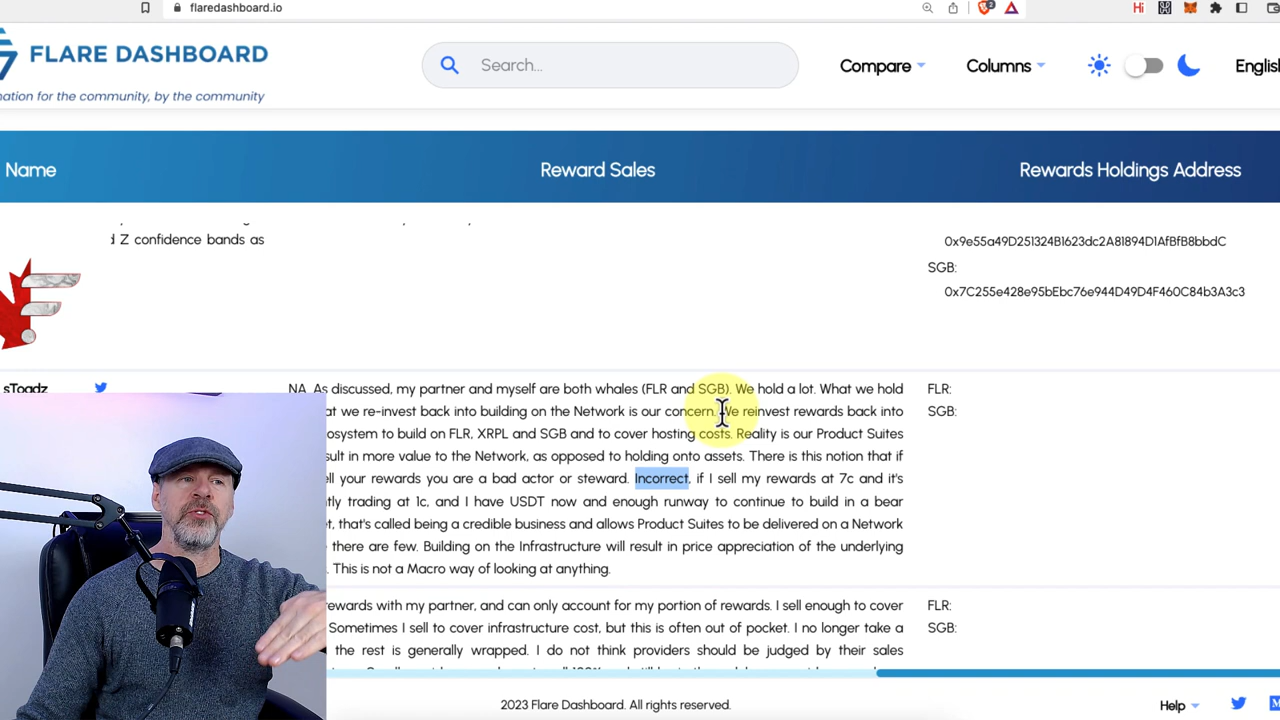 flaredashboard.io
Hi
2
FLARE DASHBOARD
Search...
Compare
Columns
English
mation for the community, by the community
Name
Reward Sales
Rewards Holdings Address
d Z confidence bands as
0x9e55a49D251324B1623dc2A81894D1AfBfB8bbdC
SGB:
0x7C255e428e95bEbc76e944D49D4F460C84b3A3c3
sToadz
NA. As discussed, my partner and myself are both whales (FLR and SGB). We hold a lot. What we hold
at we re-invest back into building on the Network is our concern. We reinvest rewards back into
osystem to build on FLR, XRPL and SGB and to cover hosting costs. Reality is our Product Suites
sult in more value to the Network, as opposed to holding onto assets. There is this notion that if
ell your rewards you are a bad actor or steward. Incorrect, if I sell my rewards at 7c and it's
ntly trading at 1c, and I have USDT now and enough runway to continue to build in a bear
et, that's called being a credible business and allows Product Suites to be delivered on a Network
there are few. Building on the Infrastructure will result in price appreciation of the underlying
. This is not a Macro way of looking at anything.
FLR:
SGB:
rewards with my partner, and can only account for my portion of rewards. I sell enough to cover
Sometimes I sell to cover infrastructure cost, but this is often out of pocket. I no longer take a
the rest is generally wrapped. I do not think providers should be judged by their sales
FLR:
SGB:
2023 Flare Dashboard. All rights reserved.
Help